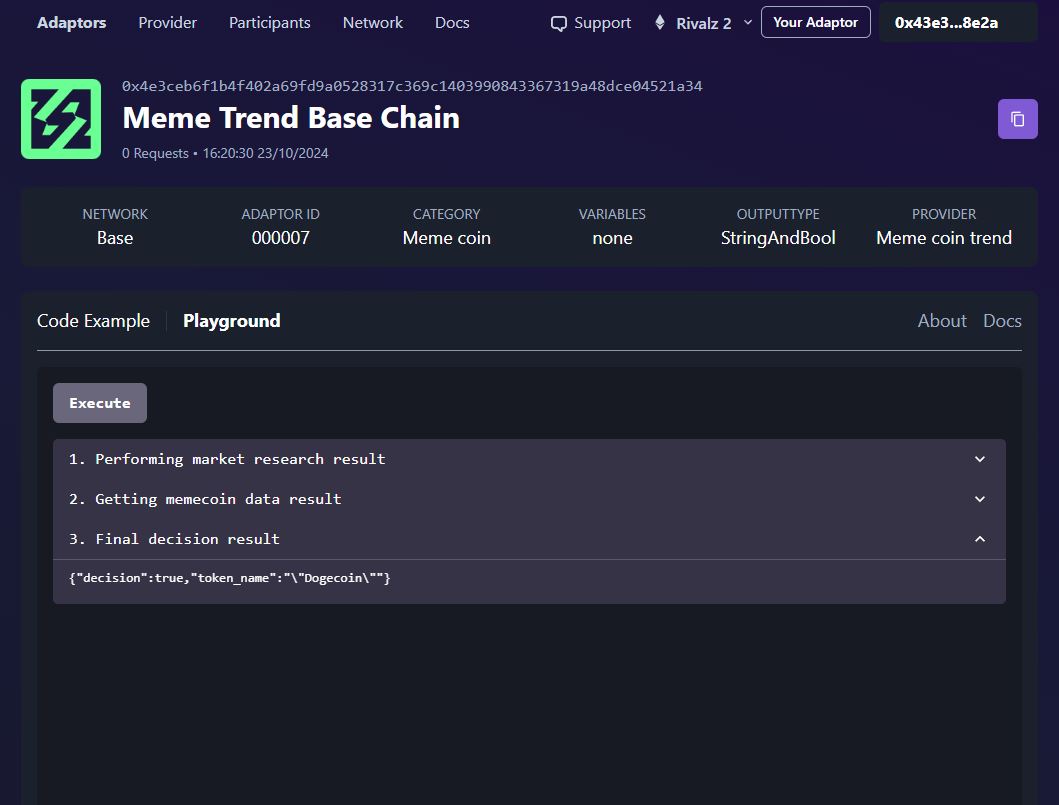 Adaptors Provider Participants Network Docs Support Rivalz 2 Your Adaptor 0x43e3...8e2a
0x4e3ceb6f1b4f402a69fd9a0528317c369c1403990843367319a48dce04521a34
Meme Trend Base Chain
0 Requests • 16:20:30 23/10/2024
NETWORK ADAPTOR ID CATEGORY VARIABLES OUTPUTTYPE PROVIDER
Base 000007 Meme coin none StringAndBool Meme coin trend
Code Example Playground About Docs
Execute
1. Performing market research result
2. Getting memecoin data result
3. Final decision result
{"decision":true,"token_name":"\"Dogecoin\""}